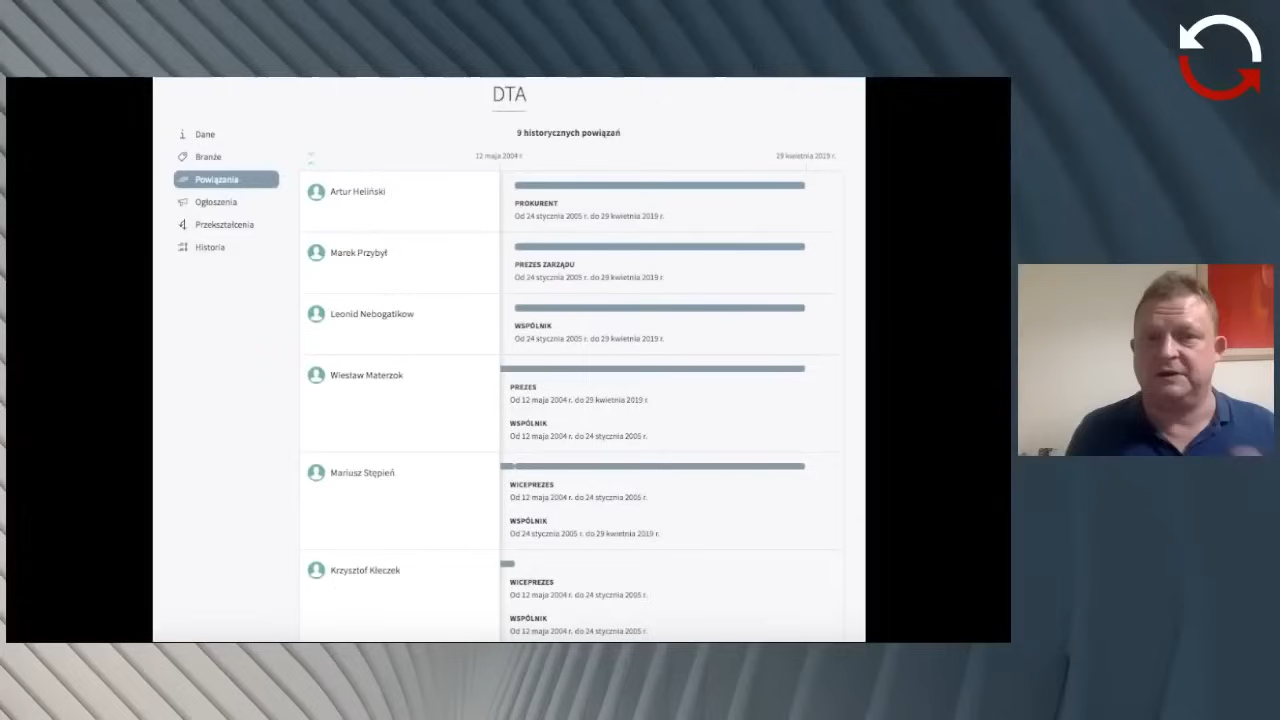 DTA
9 historycznych powiązań
12 maja 2004 r.
29 kwietnia 2019 r.
Dane
Branże
Powiązania
Ogłoszenia
Przekształcenia
Historia
Artur Heliński
PROKURENT
Od 24 stycznia 2005 r. do 29 kwietnia 2019 r.
Marek Przybył
PREZES ZARZĄDU
Od 24 stycznia 2005 r. do 29 kwietnia 2019 r.
Leonid Nebogatikow
WSPÓLNIK
Od 24 stycznia 2005 r. do 29 kwietnia 2019 r.
Wiesław Materzok
PREZES
Od 12 maja 2004 r. do 29 kwietnia 2019 r.
WSPÓLNIK
Od 12 maja 2004 r. do 24 stycznia 2005 r.
Mariusz Stępień
WICEPREZES
Od 12 maja 2004 r. do 24 stycznia 2005 r.
WSPÓLNIK
Od 24 stycznia 2005 r. do 29 kwietnia 2019 r.
Krzysztof Kłeczek
WICEPREZES
Od 12 maja 2004 r. do 24 stycznia 2005 r.
WSPÓLNIK
Od 12 maja 2004 r. do 24 stycznia 2005 r.